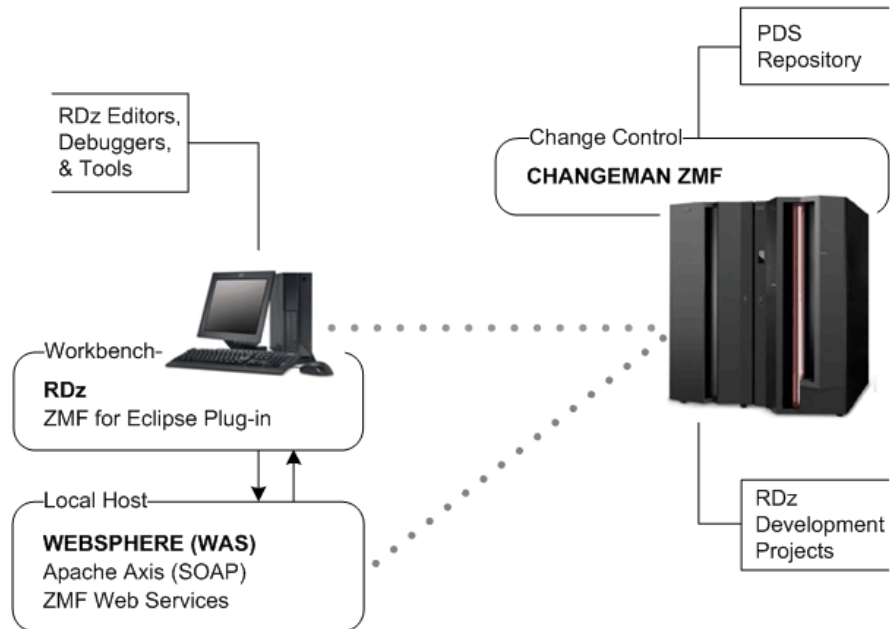 PDS
Repository
RDz Editors,
Debuggers,
& Tools
Change Control
CHANGEMAN ZMF
Workbench
RDz
ZMF for Eclipse Plug-in
Local Host
WEBSPHERE (WAS)
Apache Axis (SOAP)
ZMF Web Services
RDz
Development
Projects